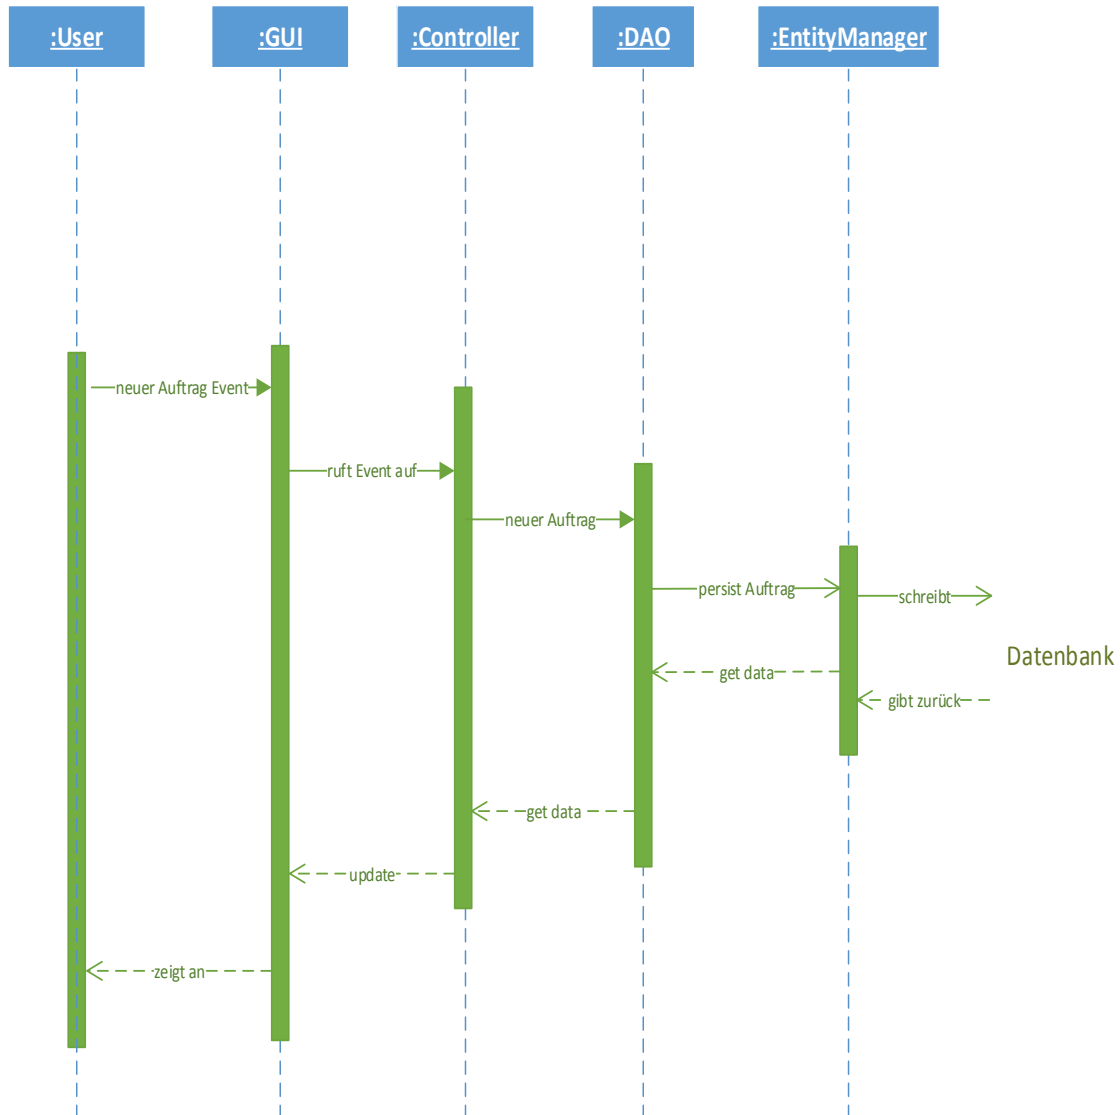 :User
:GUI
:Controller
:DAO
:EntityManager
neuer Auftrag Event
ruft Event auf
neuer Auftrag
persist Auftrag
schreibt
Datenbank
get data
gibt zurück
get data
update
zeigt an